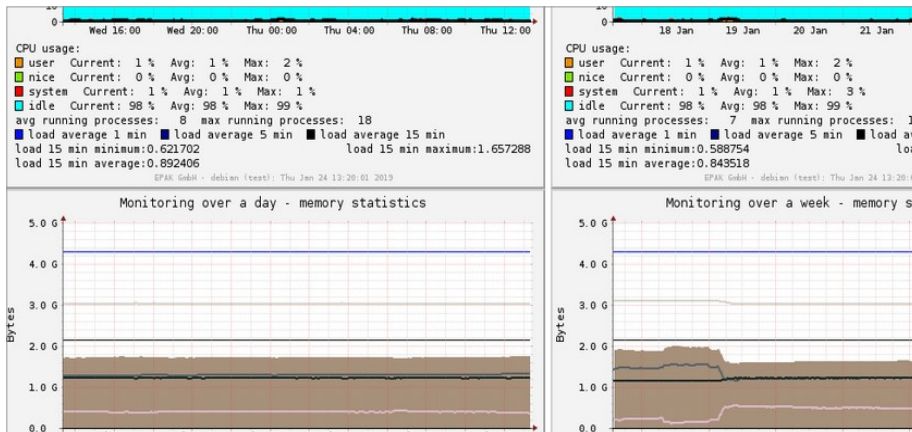 10
0
Wed 16:00 Wed 20:00 Thu 00:00 Thu 04:00 Thu 08:00 Thu 12:00
CPU usage:
user Current: 1 % Avg: 1 % Max: 2 %
nice Current: 0 % Avg: 0 % Max: 0 %
system Current: 1 % Avg: 1 % Max: 1 %
idle Current: 98 % Avg: 98 % Max: 99 %
avg running processes: 8 max running processes: 18
load average 1 min load average 5 min load average 15 min
load 15 min minimum:0.621702 load 15 min maximum:1.657288
load 15 min average:0.892406
EPAK GmbH - debian (test): Thu Jan 24 13:20:01 2019
10
0
18 Jan 19 Jan 20 Jan 21 Jan
CPU usage:
user Current: 1 % Avg: 1 % Max: 2 %
nice Current: 0 % Avg: 0 % Max: 0 %
system Current: 1 % Avg: 1 % Max: 3 %
idle Current: 98 % Avg: 98 % Max: 99 %
avg running processes: 7 max running processes: 1
load average 1 min load average 5 min load a
load 15 min minimum:0.588754
load 15 min average:0.843518
EPAK GmbH - debian (test): Thu Jan 24 13:20:
Monitoring over a day - memory statistics
5.0 G
4.0 G
3.0 G
2.0 G
1.0 G
0.0
Bytes
Monitoring over a week - memory s
5.0 G
4.0 G
3.0 G
2.0 G
1.0 G
0.0
Bytes